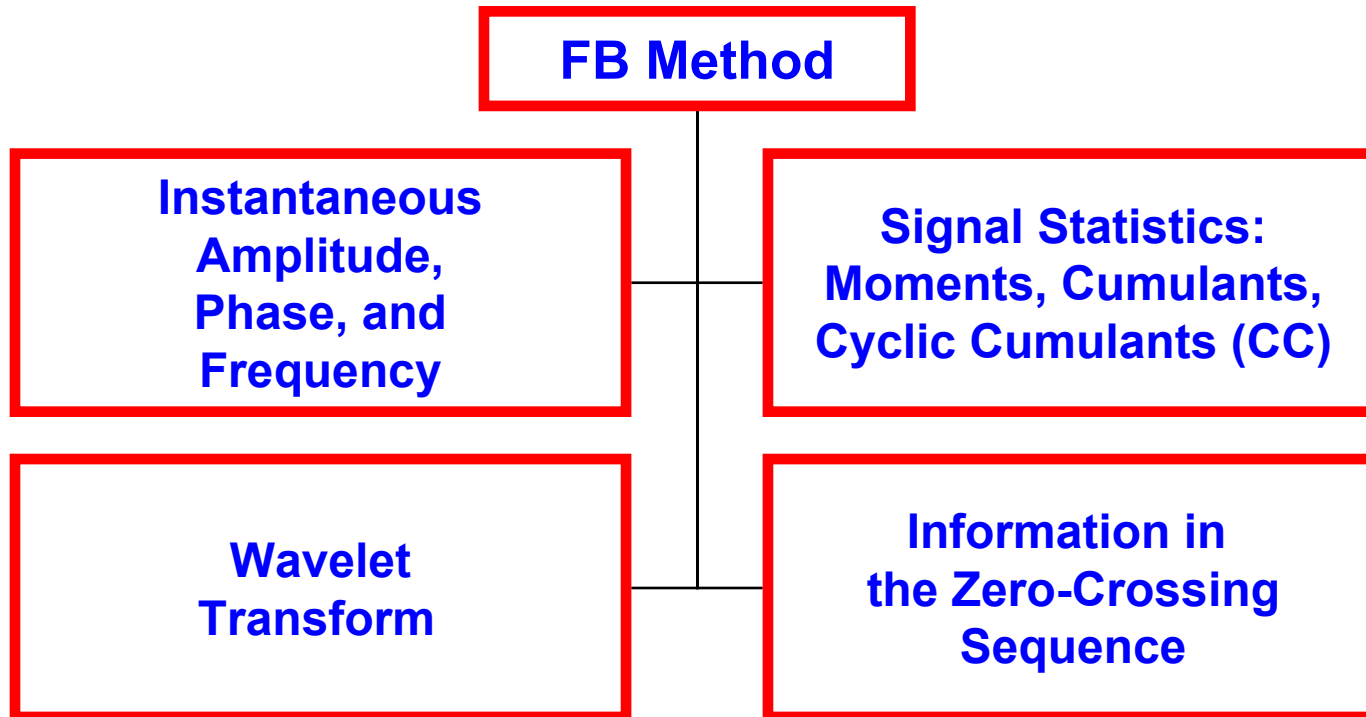 FB Method
Instantaneous
Amplitude,
Phase, and
Frequency
Signal Statistics:
Moments, Cumulants,
Cyclic Cumulants (CC)
Wavelet
Transform
Information in
the Zero-Crossing
Sequence